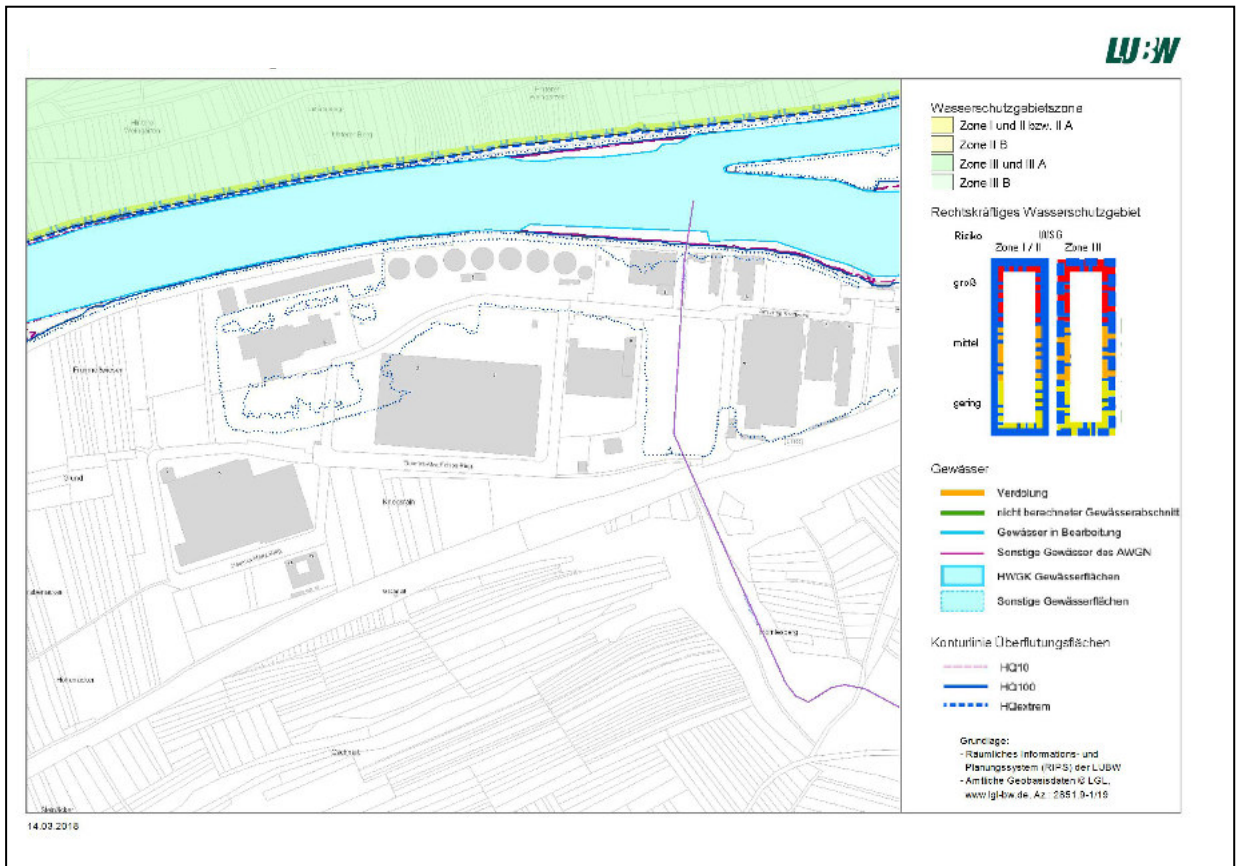 LUBW
Wasserschutzgebietszone
Zone I und II bzw. II A
Zone II B
Zone III und III A
Zone III B
Rechtskräftiges Wasserschutzgebiet
Risiko
WSG
Zone I / II
Zone III
groß
mittel
gering
Gewässer
Verdolung
nicht berechneter Gewässerabschnitt
Gewässer in Bearbeitung
Sonstige Gewässer des AWGN
HWGK Gewässerflächen
Sonstige Gewässerflächen
Konturlinie Überflutungsflächen
HQ10
HQ100
HQextrem
Grundlage:
- Räumliches Informations- und
Planungssystem (RIPS) der LUBW
- Amtliche Geobasisdaten © LGL,
www.lgl-bw.de, Az.: 2851.9-1/19
Grund
14.03.2018